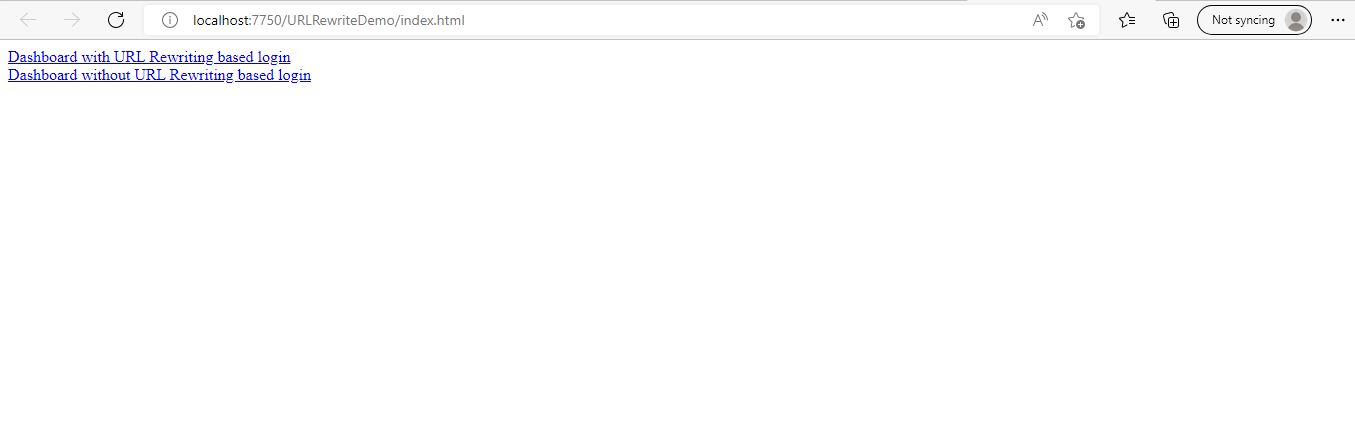 localhost:7750/URLRewriteDemo/index.html
Not syncing
Dashboard with URL Rewriting based login
Dashboard without URL Rewriting based login